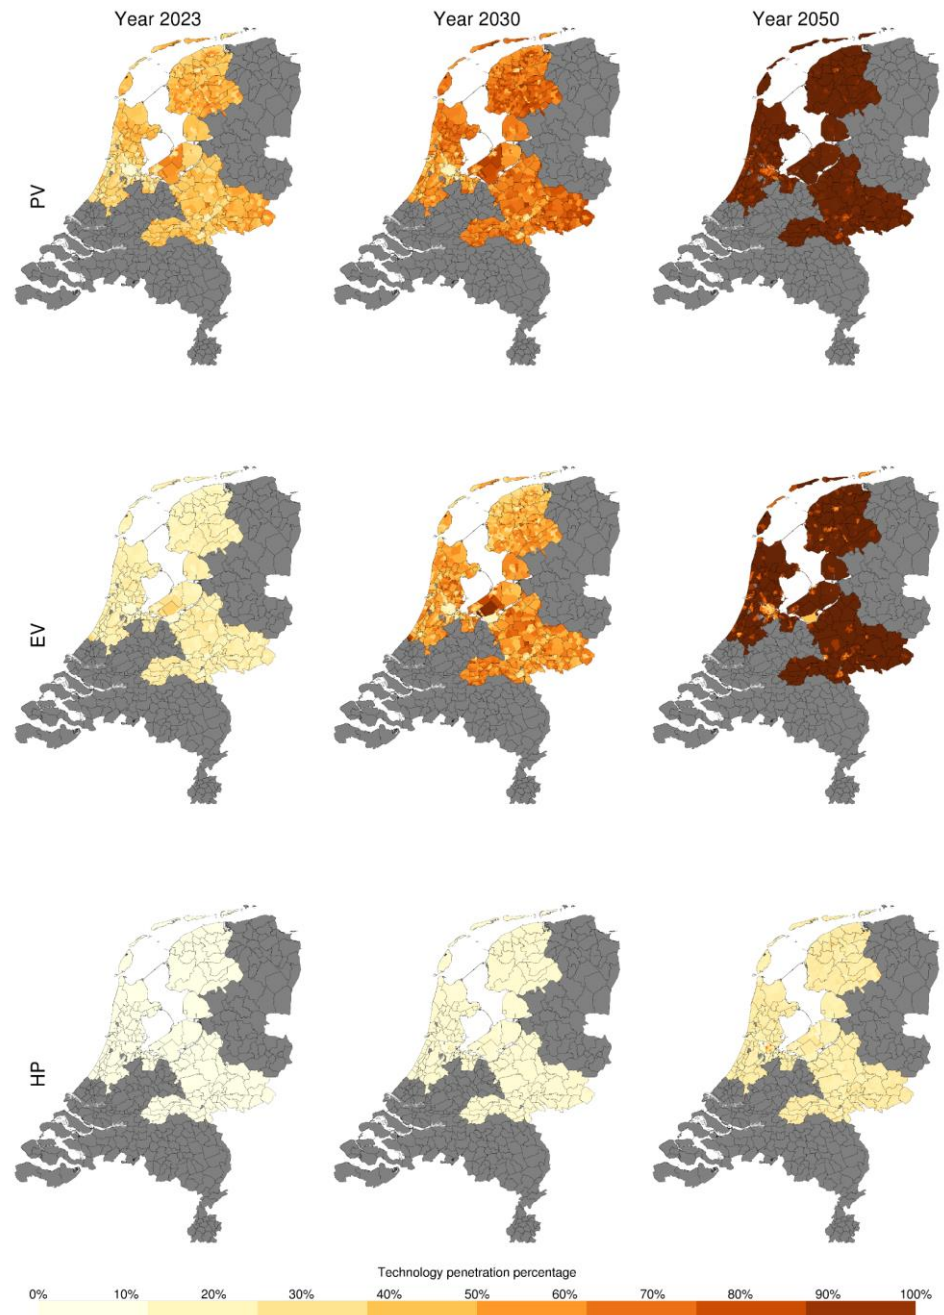 Year 2023 Year 2030 Year 2050
PV
EV
HP
Technology penetration percentage
0% 10% 20% 30% 40% 50% 60% 70% 80% 90% 100%